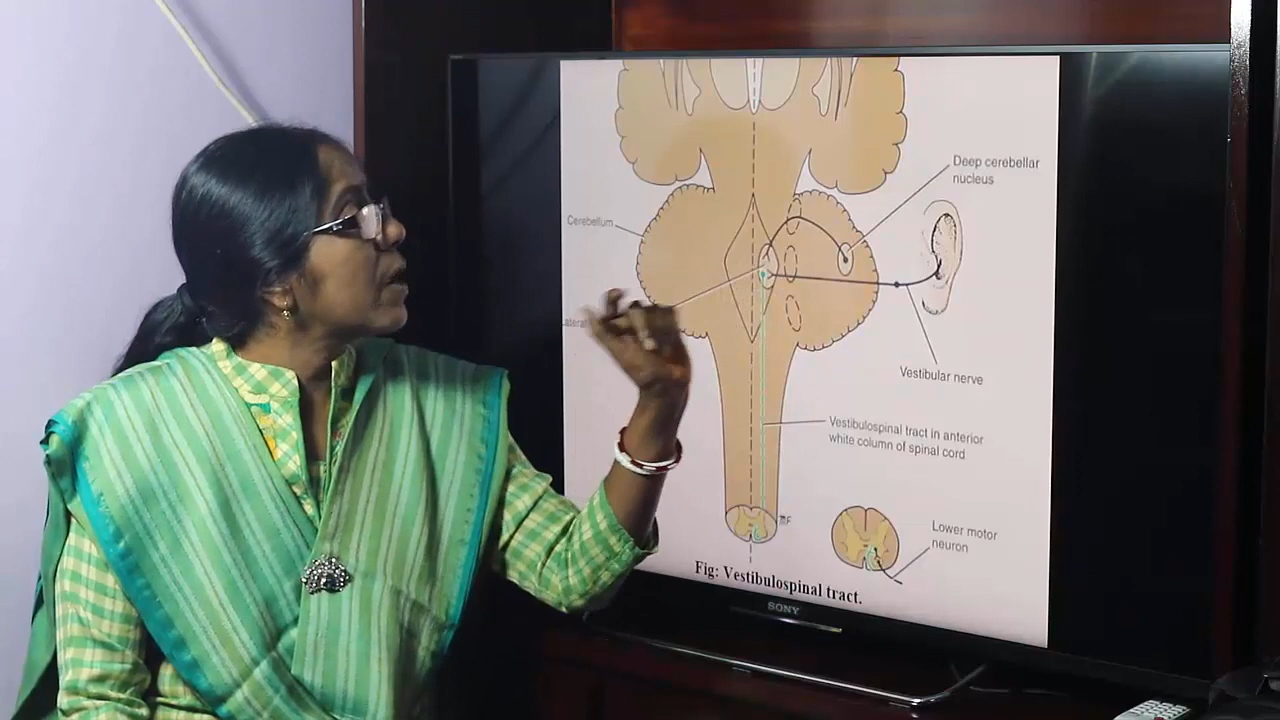 Deep cerebellar
nucleus
Cerebellum
Lateral
Vestibular nerve
Vestibulospinal tract in anterior
white column of spinal cord
Lower motor
neuron
Fig: Vestibulospinal tract.
SONY